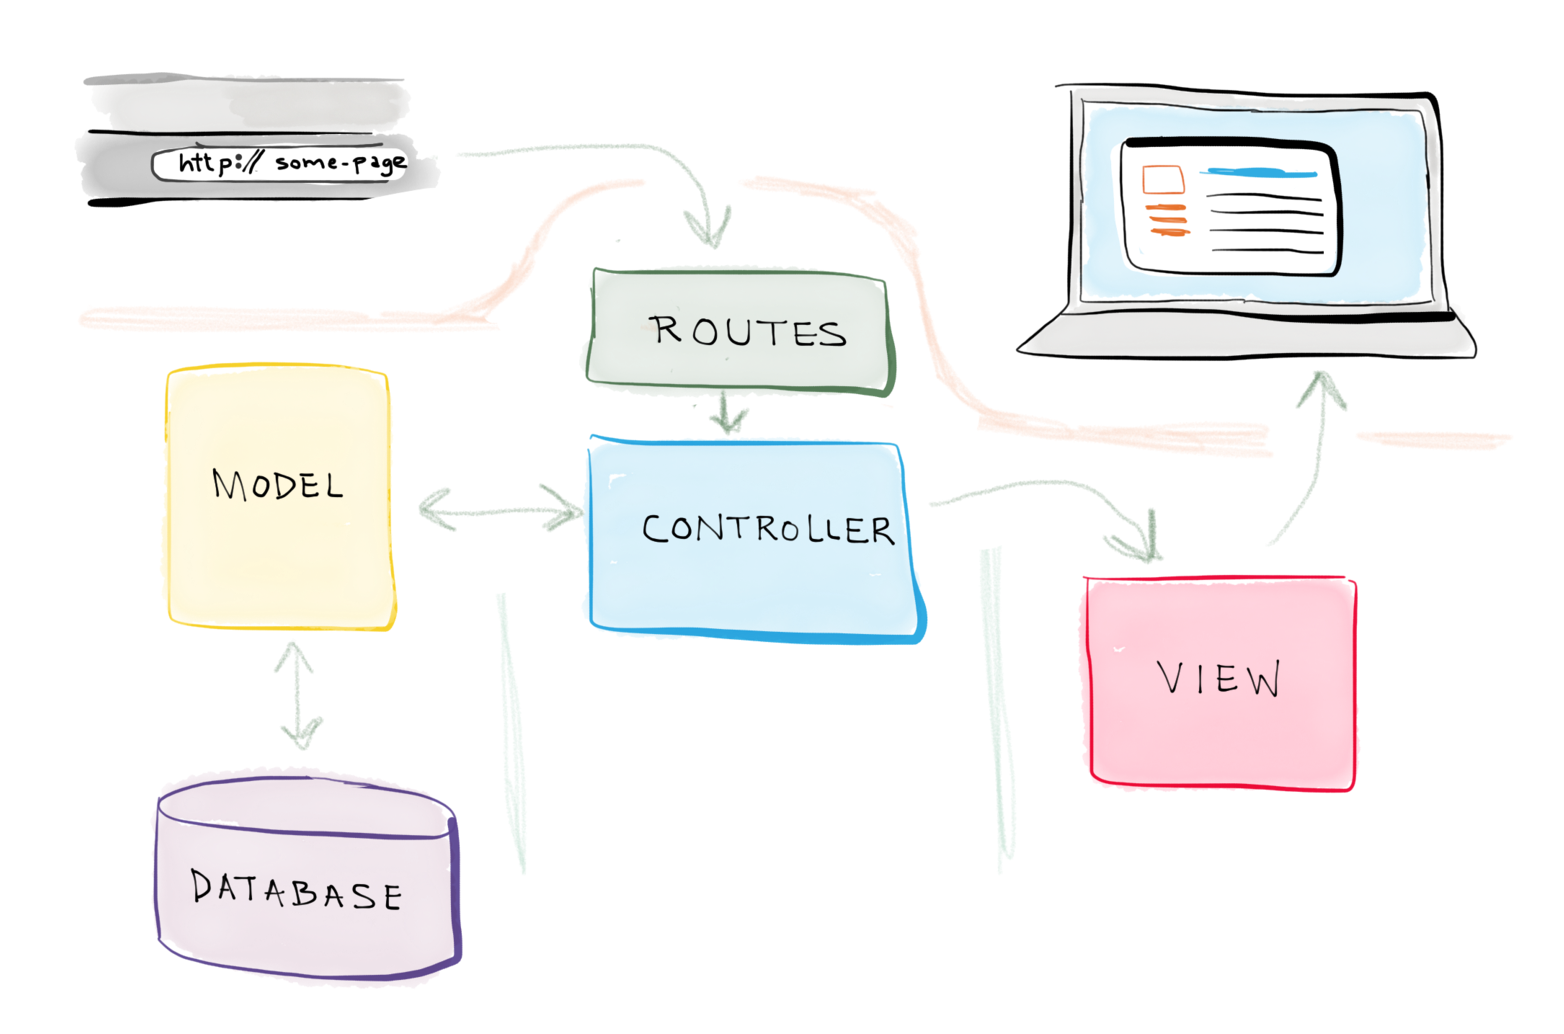 http:// some-page
ROUTES
MODEL
CONTROLLER
VIEW
DATABASE